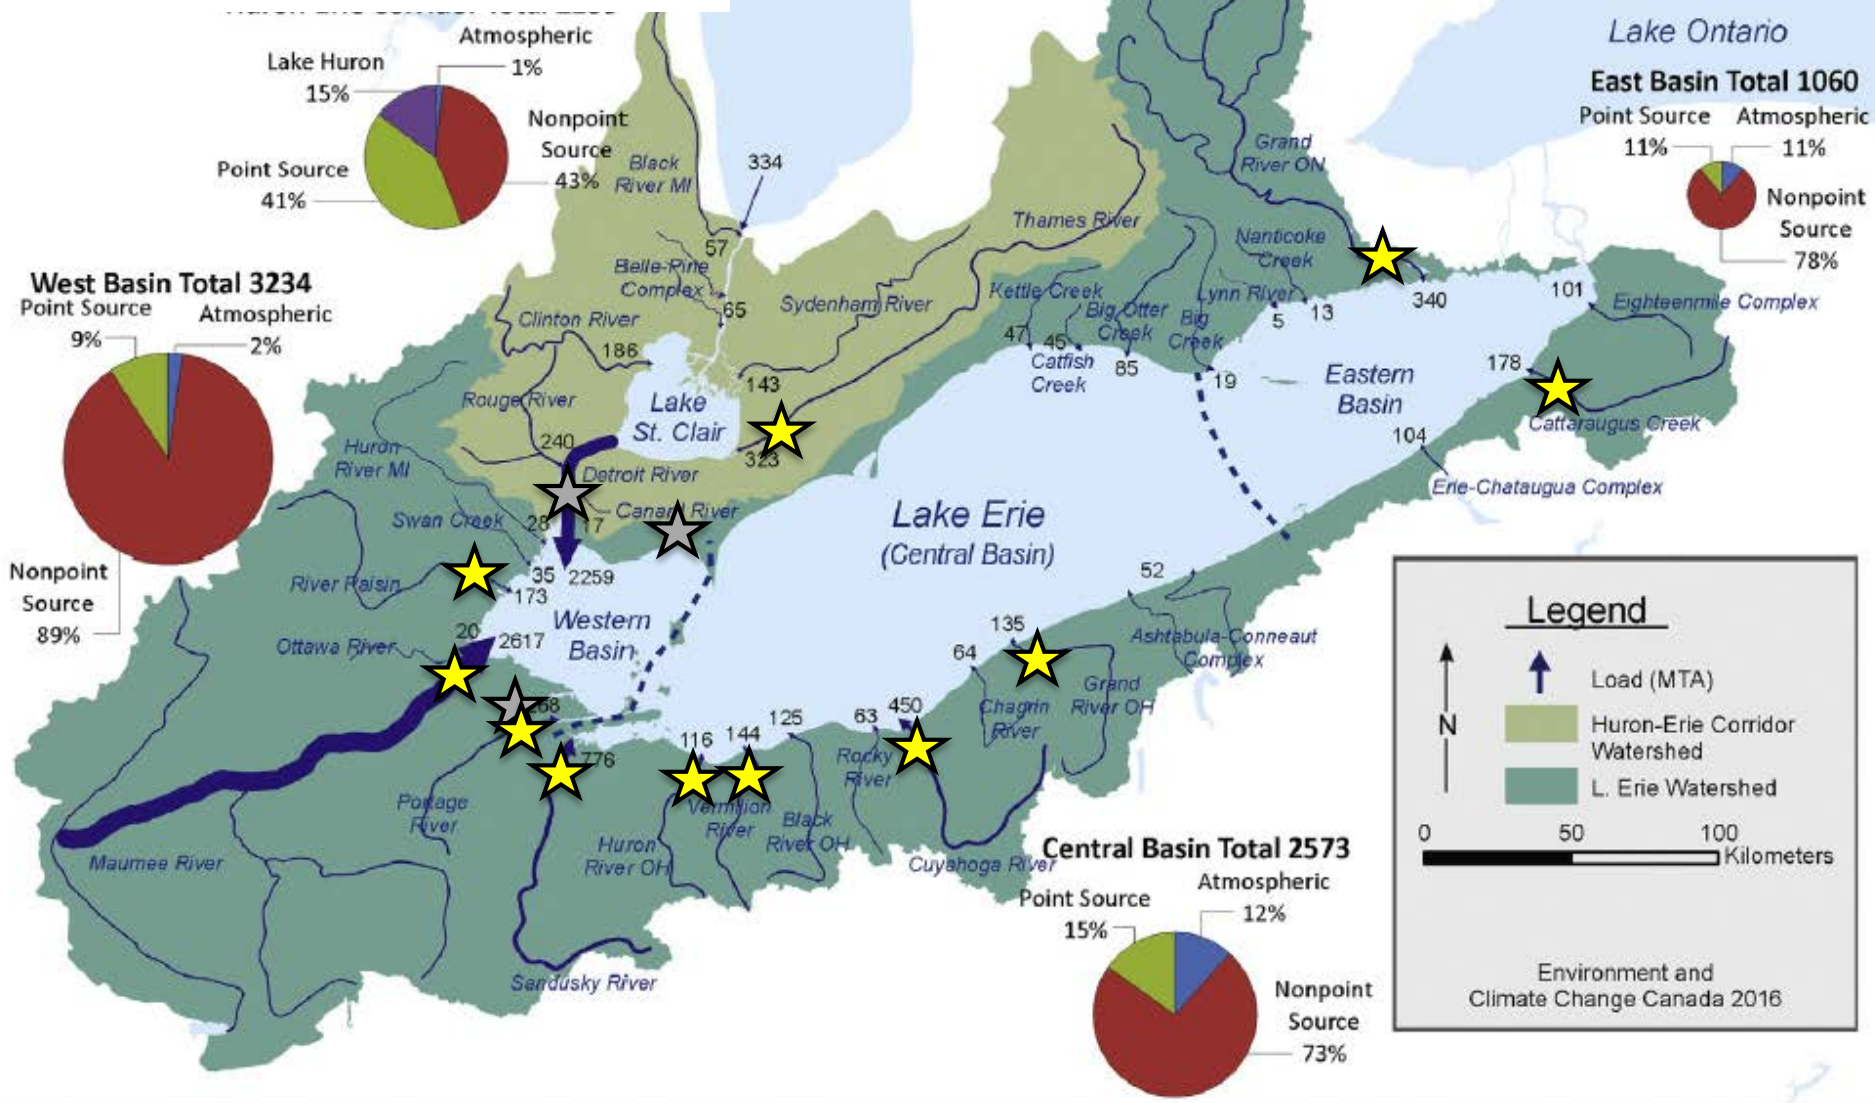 Atmospheric
1%
Lake Huron
15%
Nonpoint
Source
43%
Point Source
41%
Lake Ontario
East Basin Total 1060
Point Source
11%
Atmospheric
11%
Nonpoint
Source
78%
West Basin Total 3234
Point Source
9%
Atmospheric
2%
Nonpoint
Source
89%
Black
River MI
334
57
Belle-Pine
Complex
65
Clinton River
186
Sydenham River
Thames River
143
323
Lake
St. Clair
Rouge River
240
Detroit River
Canard River
17
28
Huron
River MI
Swan Creek
35
2259
River Raisin
173
Ottawa River
20
2617
Western
Basin
268
776
Portage
River
Maumee River
Sandusky River
Grand
River ON
Nanticoke
Creek
Lynn River
Kettle Creek
Big Otter
Creek
Big
Creek
47
45
Catfish
Creek
85
19
5
13
340
101
Eighteenmile Complex
Eastern
Basin
178
Cattaraugus Creek
104
Erie-Chataugua Complex
Lake Erie
(Central Basin)
52
Ashtabula-Conneaut
Complex
135
64
Grand
River OH
Chagrin
River
450
63
Rocky
River
125
144
116
Vermilion
River
Black
River OH
Huron
River OH
Cuyahoga River
Central Basin Total 2573
Atmospheric
12%
Point Source
15%
Nonpoint
Source
73%
Legend
Load (MTA)
N
Huron-Erie Corridor
Watershed
L. Erie Watershed
0 50 100
Kilometers
Environment and
Climate Change Canada 2016